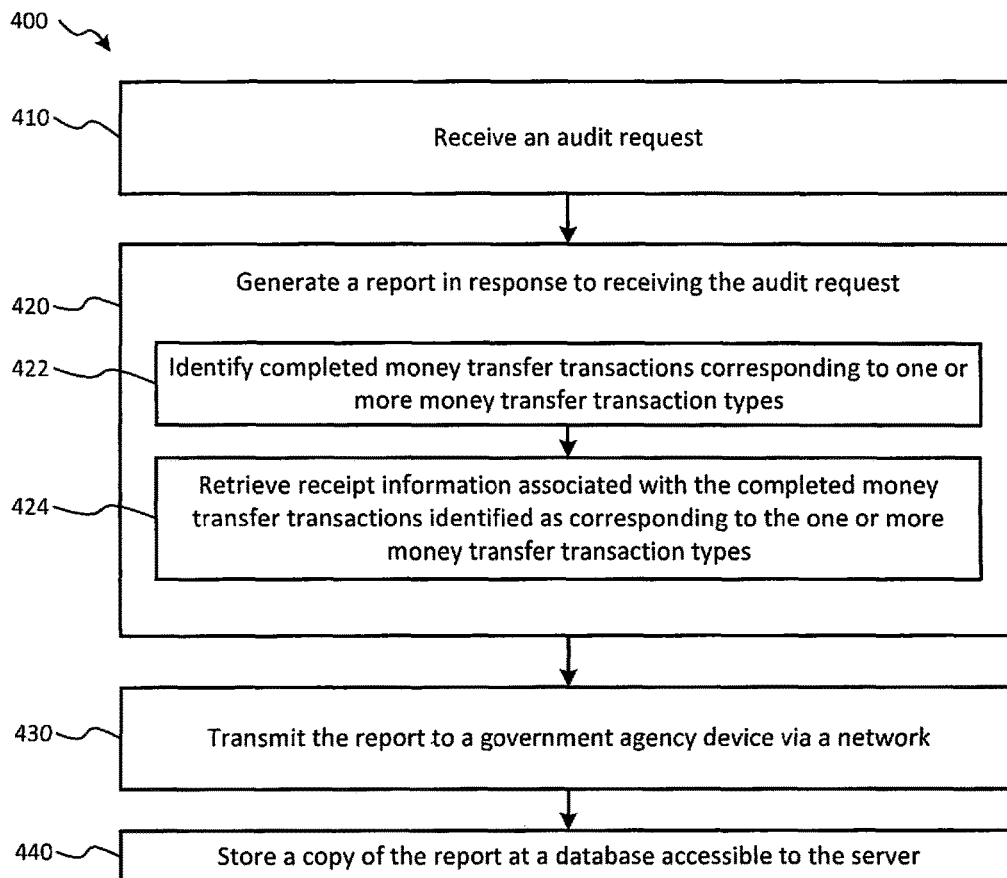 400
410
Receive an audit request
420
Generate a report in response to receiving the audit request
422
Identify completed money transfer transactions corresponding to one or
more money transfer transaction types
424
Retrieve receipt information associated with the completed money
transfer transactions identified as corresponding to the one or more
money transfer transaction types
430
Transmit the report to a government agency device via a network
440
Store a copy of the report at a database accessible to the server